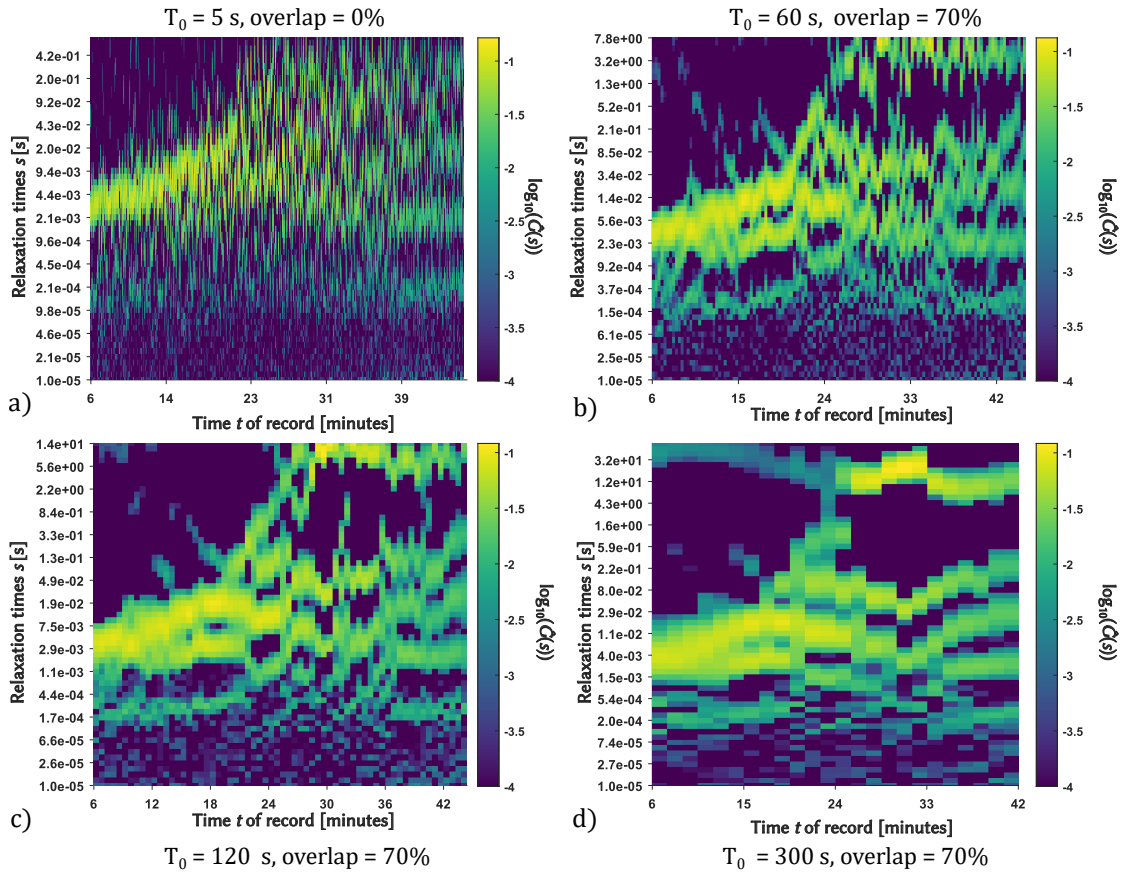 T₀ = 5 s, overlap = 0%
T₀ = 60 s, overlap = 70%
4.2e-01
2.0e-01
9.2e-02
4.3e-02
2.0e-02
9.4e-03
4.4e-03
2.1e-03
9.6e-04
4.5e-04
2.1e-04
9.8e-05
4.6e-05
2.1e-05
1.0e-05
Relaxation times s [s]
6 14 23 31 39
Time t of record [minutes]
-1
-1.5
-2
-2.5
-3
-3.5
-4
log₁₀(C(s))
a)
7.8e+00
3.2e+00
1.3e+00
5.2e-01
2.1e-01
8.5e-02
3.4e-02
1.4e-02
5.6e-03
2.3e-03
9.2e-04
3.7e-04
1.5e-04
6.1e-05
2.5e-05
1.0e-05
Relaxation times s [s]
6 15 24 33 42
Time t of record [minutes]
-1
-1.5
-2
-2.5
-3
-3.5
-4
log₁₀(C(s))
b)
1.4e+01
5.6e+00
2.2e+00
8.4e-01
3.3e-01
1.3e-01
4.9e-02
1.9e-02
7.5e-03
2.9e-03
1.1e-03
4.4e-04
1.7e-04
6.6e-05
2.6e-05
1.0e-05
Relaxation times s [s]
6 12 18 24 30 36 42
Time t of record [minutes]
-1
-1.5
-2
-2.5
-3
-3.5
-4
log₁₀(C(s))
c)
3.2e+01
1.2e+01
4.3e+00
1.6e+00
5.9e-01
2.2e-01
8.0e-02
2.9e-02
1.1e-02
4.0e-03
1.5e-03
5.5e-04
2.0e-04
7.4e-05
2.7e-05
1.0e-05
Relaxation times s [s]
6 15 24 33 42
Time t of record [minutes]
-1
-1.5
-2
-2.5
-3
-3.5
-4
log₁₀(C(s))
d)
T₀ = 120 s, overlap = 70%
T₀ = 300 s, overlap = 70%